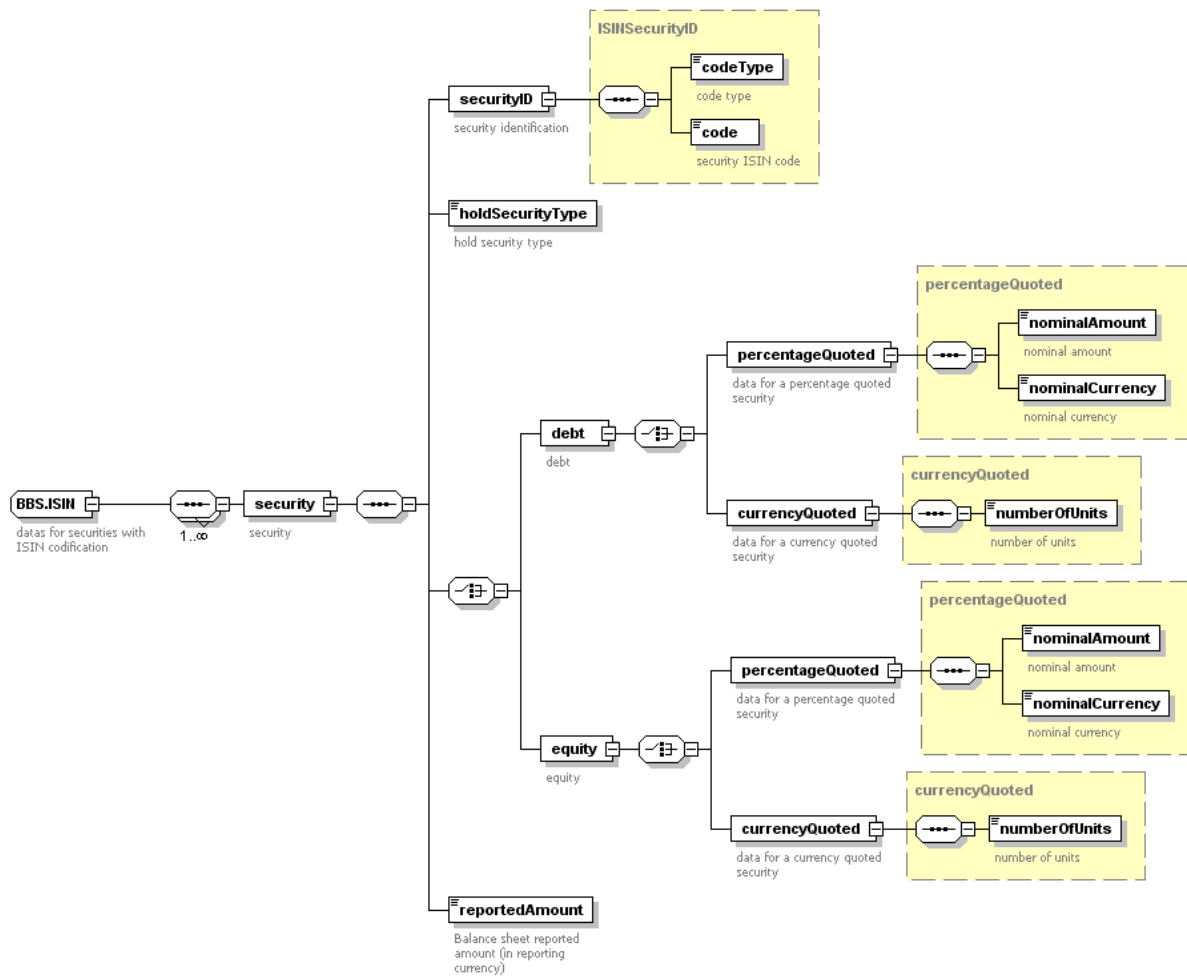 ISINSecurityID
codeType
code type
securityID
security identification
code
security ISIN code
holdSecurityType
hold security type
percentageQuoted
nominalAmount
nominal amount
percentageQuoted
data for a percentage quoted
security
nominalCurrency
nominal currency
debt
debt
currencyQuoted
currencyQuoted
data for a currency quoted
security
numberOfUnits
number of units
BBS.ISIN
datas for securities with
ISIN codification
1..∞
security
security
percentageQuoted
nominalAmount
nominal amount
percentageQuoted
data for a percentage quoted
security
nominalCurrency
nominal currency
equity
equity
currencyQuoted
currencyQuoted
data for a currency quoted
security
numberOfUnits
number of units
reportedAmount
Balance sheet reported
amount (in reporting
currency)